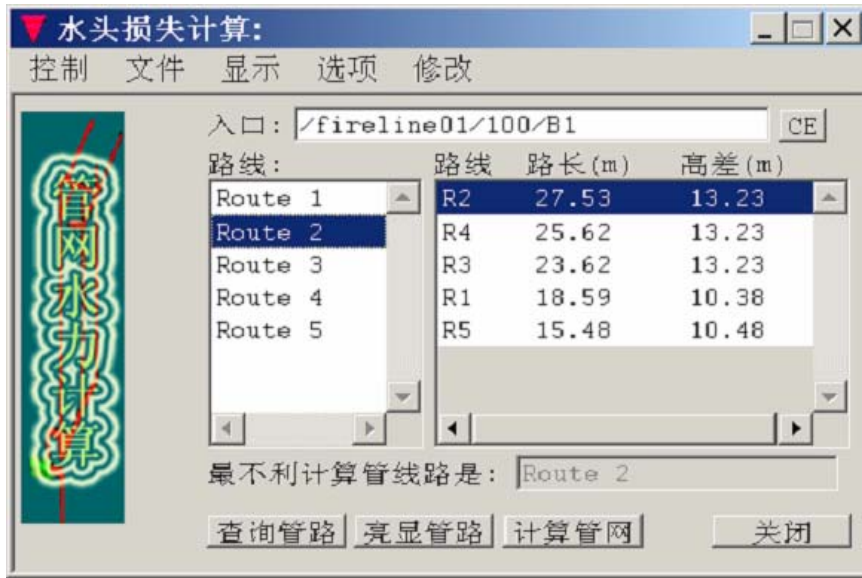 水头损失计算:
控制 文件 显示 选项 修改
管网水力计算
入口: /fireline01/100/B1 CE
路线: 路线 路长(m) 高差(m)
Route 1 R2 27.53 13.23
Route 2 R4 25.62 13.23
Route 3 R3 23.62 13.23
Route 4 R1 18.59 10.38
Route 5 R5 15.48 10.48
最不利计算管线路是: Route 2
查询管路 亮显管路 计算管网 关闭